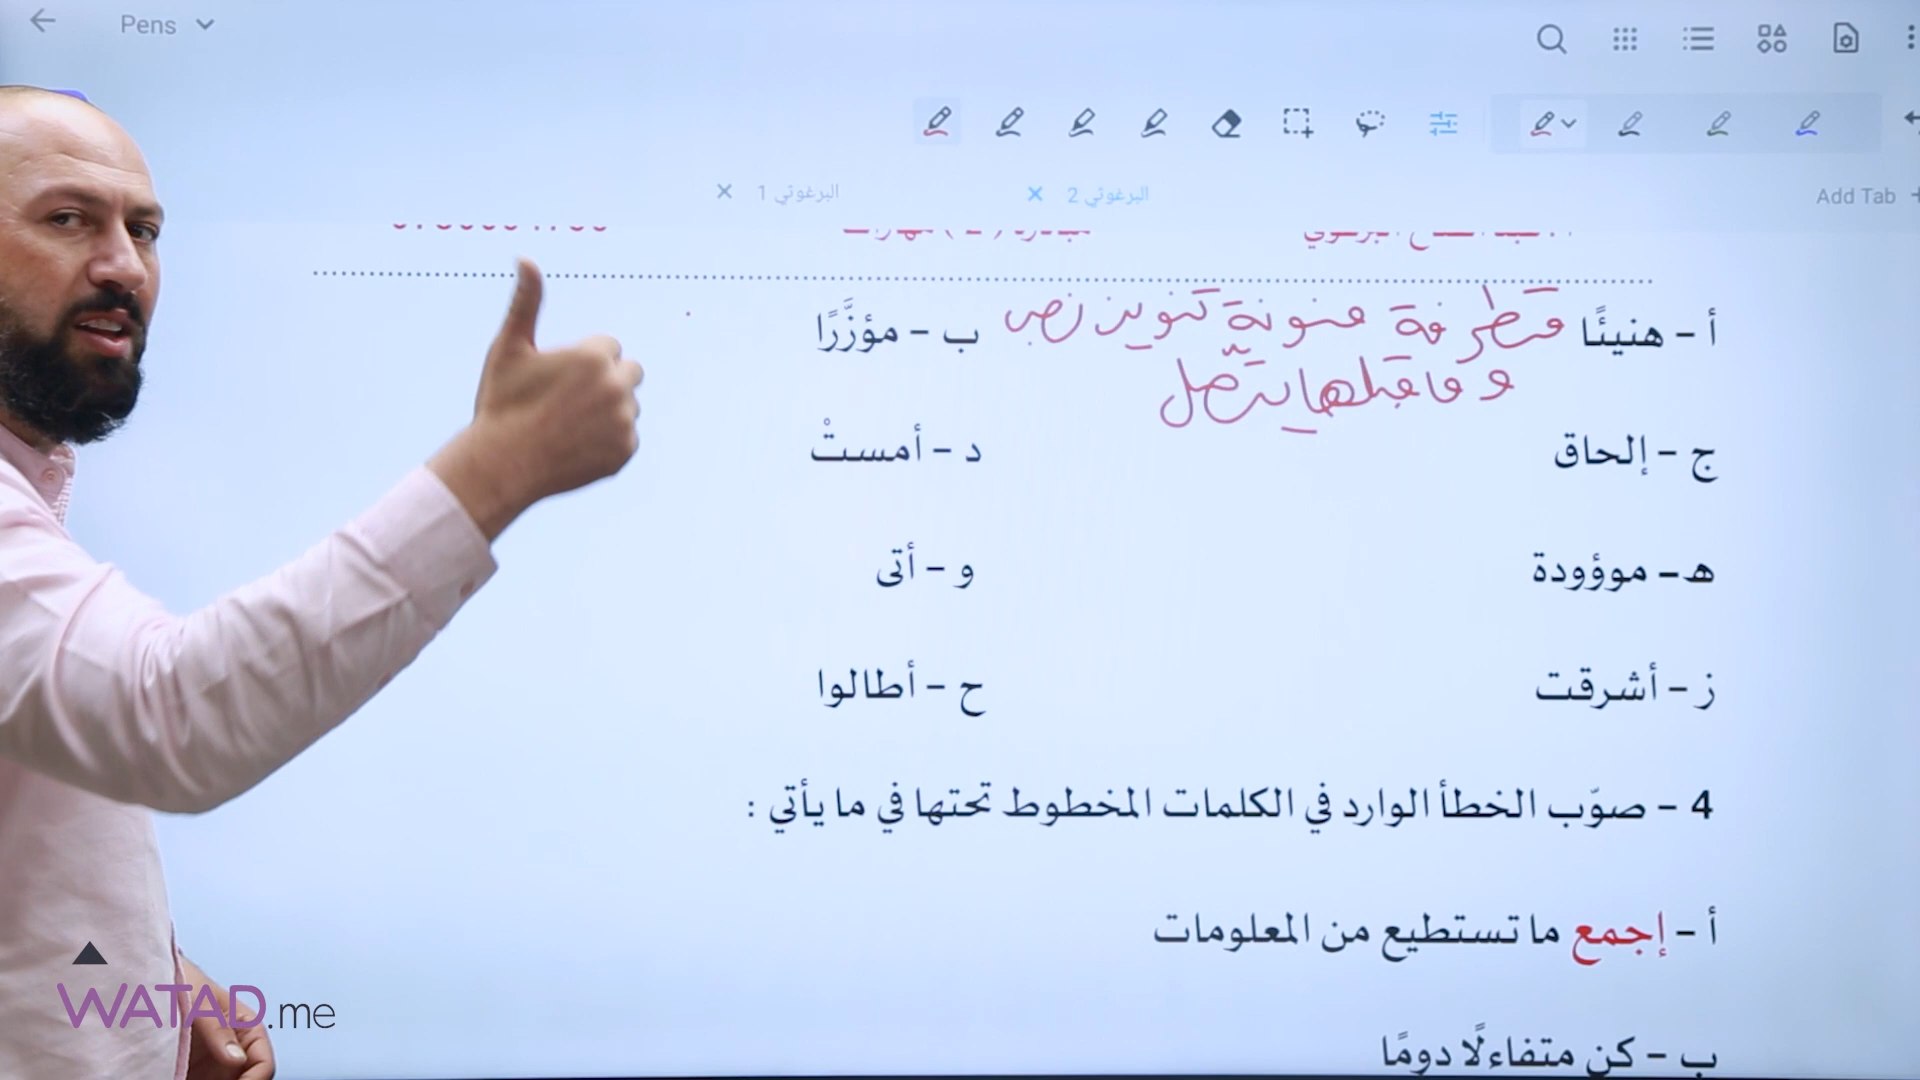 Pens
البرغوثي 1
البرغوثي 2
Add Tab
أ - هنيئًا
متطرفة منونة تنوين نصب
وما قبلها يتصل
ب - مؤزَّرًا
ج - إلحاق
د - أمستْ
هـ - موؤودة
و - أتى
ز - أشرقت
ح - أطالوا
4 - صوّب الخطأ الوارد في الكلمات المخطوط تحتها في ما يأتي :
أ - إجمع ما تستطيع من المعلومات
ب - كن متفاءلًا دومًا
WATAD.me